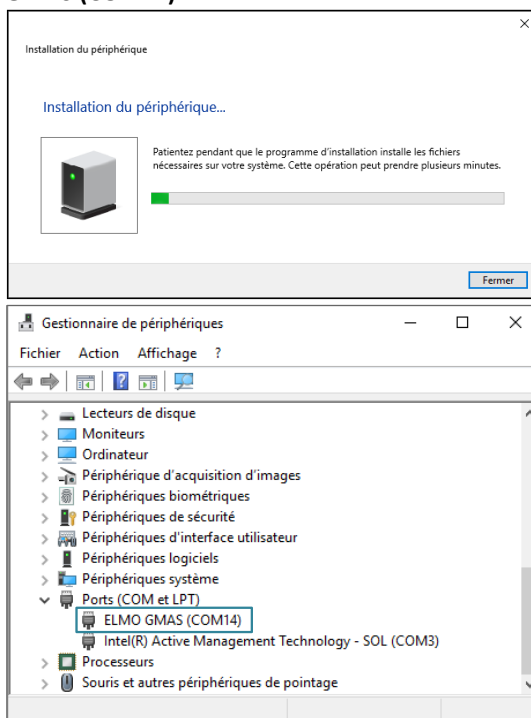 Installation du périphérique
Installation du périphérique...
Patientez pendant que le programme d'installation installe les fichiers
nécessaires sur votre système. Cette opération peut prendre plusieurs minutes.
Fermer
Gestionnaire de périphériques
Fichier Action Affichage ?
Lecteurs de disque
Moniteurs
Ordinateur
Périphérique d'acquisition d'images
Périphériques biométriques
Périphériques de sécurité
Périphériques d'interface utilisateur
Périphériques logiciels
Périphériques système
Ports (COM et LPT)
ELMO GMAS (COM14)
Intel(R) Active Management Technology - SOL (COM3)
Processeurs
Souris et autres périphériques de pointage